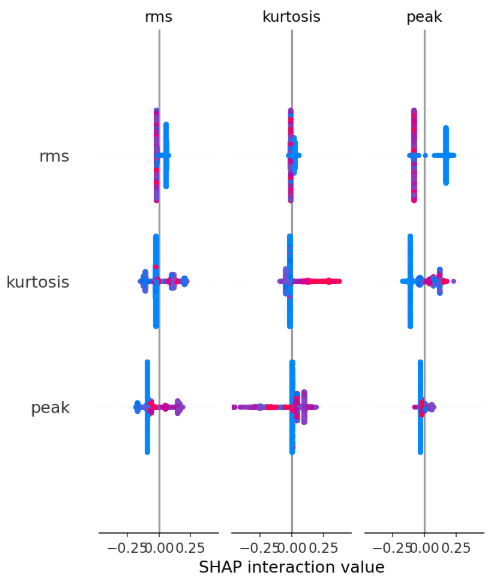 rms kurtosis peak
rms
kurtosis
peak
−0.25 0.00 0.25 −0.25 0.00 0.25 −0.25 0.00 0.25
SHAP interaction value